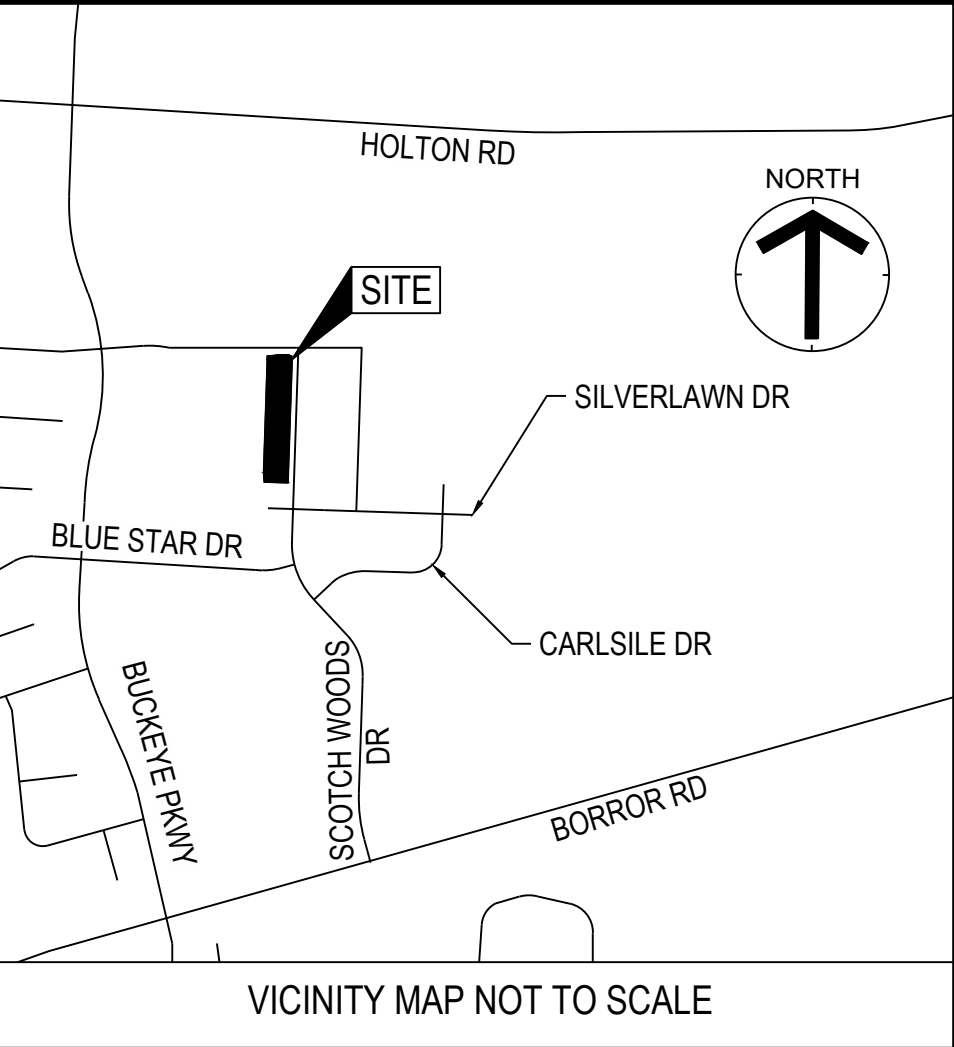 HOLTON RD
NORTH
SITE
SILVERLAWN DR
BLUE STAR DR
CARLSILE DR
BUCKEYE PKWY
SCOTCH WOODS
DR
BORROR RD
VICINITY MAP NOT TO SCALE